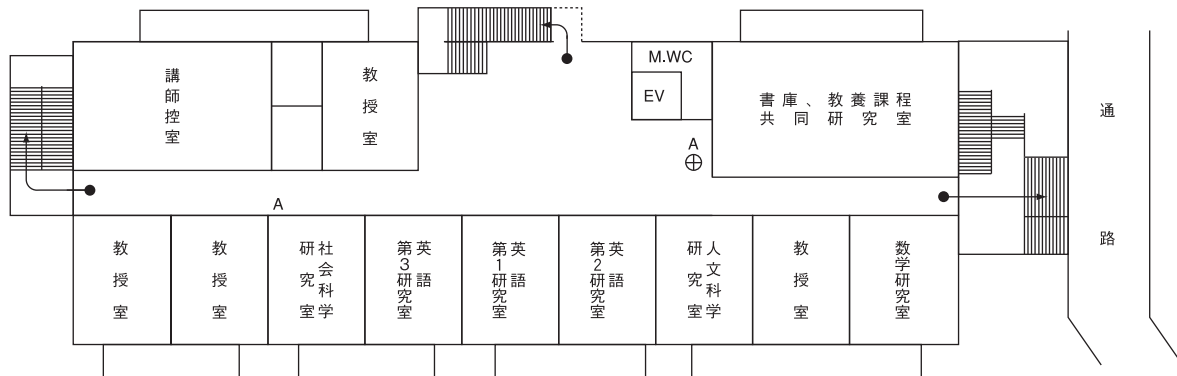 講師控室
教授室
M.WC
EV
書庫、教養課程
共同研究室
通路
A
A
教授室
教授室
社会科学
研究室
英語
第3研究室
英語
第1研究室
英語
第2研究室
人文科学
研究室
教授室
数学研究室